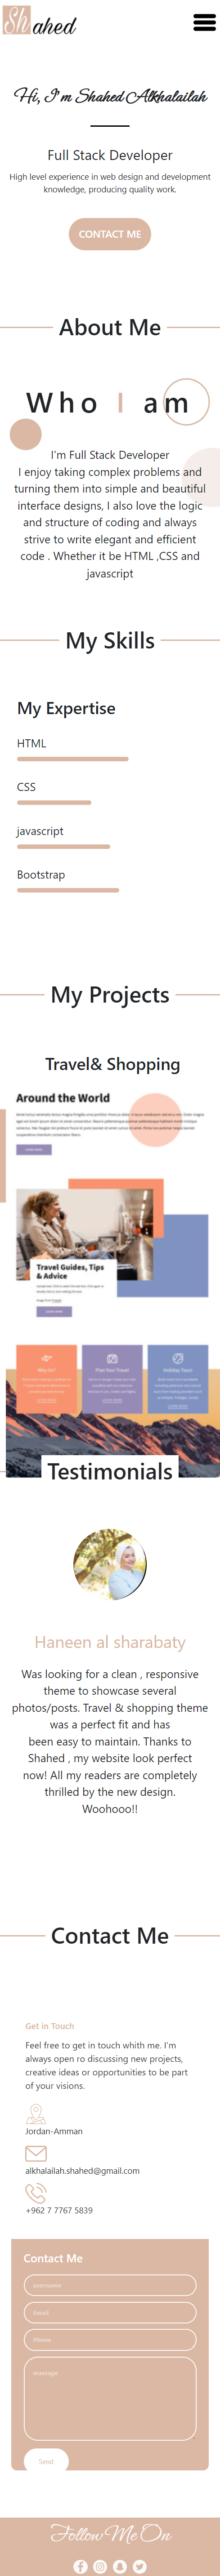 Shahed
Hi, I'm Shahed Alkhalailah
Full Stack Developer
High level experience in web design and development
knowledge, producing quality work.
CONTACT ME
About Me
Who I am
I'm Full Stack Developer
I enjoy taking complex problems and
turning them into simple and beautiful
interface designs, I also love the logic
and structure of coding and always
strive to write elegant and efficient
code . Whether it be HTML ,CSS and
javascript
My Skills
My Expertise
HTML
CSS
javascript
Bootstrap
My Projects
Travel& Shopping
Around the World
Travel Guides, Tips
& Advice
Why Us?
Plan Your Travel
Holiday Tours
Testimonials
Haneen al sharabaty
Was looking for a clean , responsive
theme to showcase several
photos/posts. Travel & shopping theme
was a perfect fit and has
been easy to maintain. Thanks to
Shahed , my website look perfect
now! All my readers are completely
thrilled by the new design.
Woohooo!!
Contact Me
Get in Touch
Feel free to get in touch whith me. I'm
always open ro discussing new projects,
creative ideas or opportunities to be part
of your visions.
Jordan-Amman
alkhalailah.shahed@gmail.com
+962 7 7767 5839
Contact Me
username
Email
Phone
massage
Send
Follow Me On